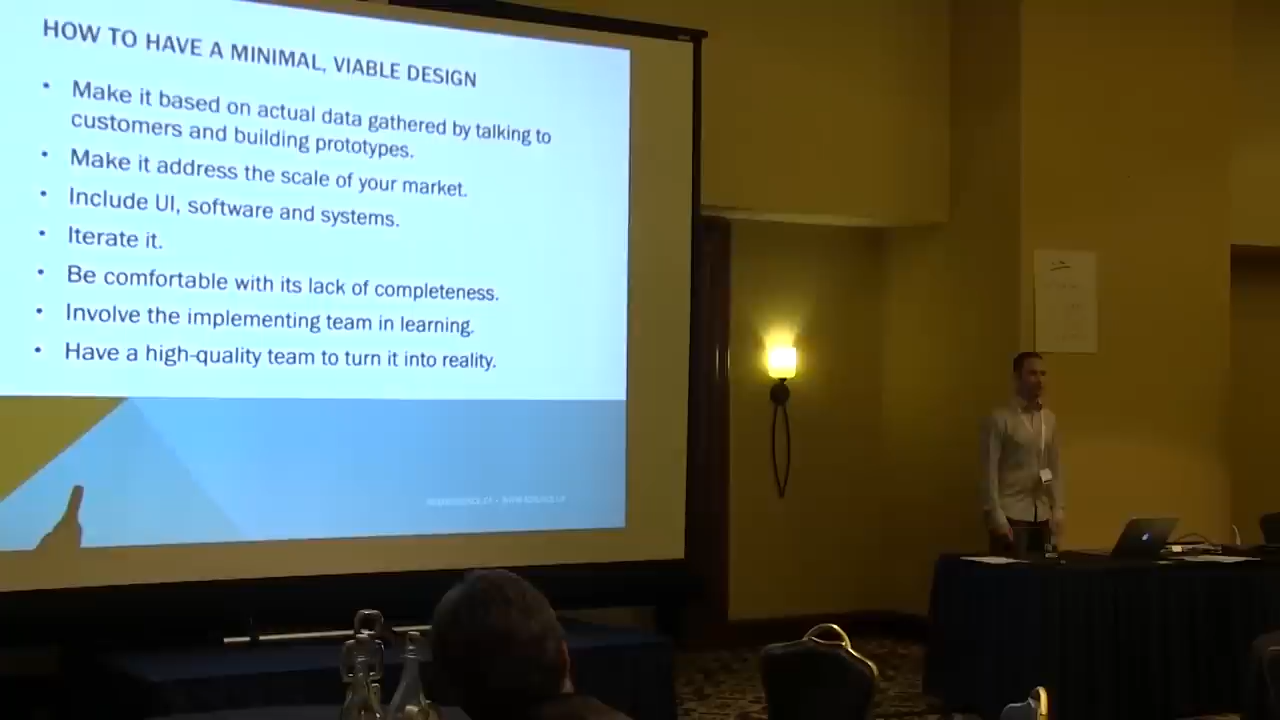 HOW TO HAVE A MINIMAL, VIABLE DESIGN
• Make it based on actual data gathered by talking to
customers and building prototypes.
• Make it address the scale of your market.
• Include UI, software and systems.
• Iterate it.
• Be comfortable with its lack of completeness.
• Involve the implementing team in learning.
• Have a high-quality team to turn it into reality.